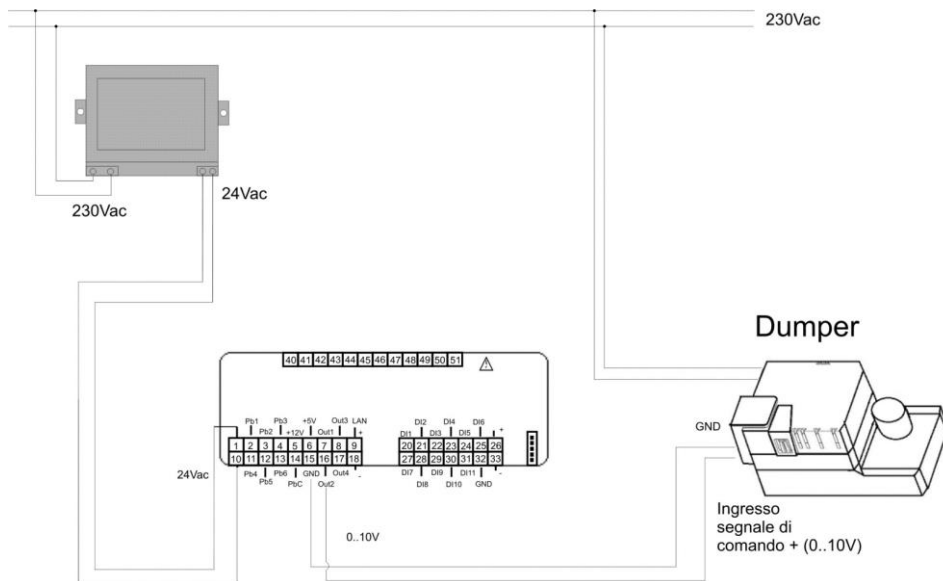 230Vac
24Vac
230Vac
Dumper
40 41 42 43 44 45 46 47 48 49 50 51
Pb1 Pb3 +5V Out3 LAN
Pb2 +12V Out1 +
DI2 DI4 DI6
DI1 DI3 DI5 +
1 2 3 4 5 6 7 8 9
10 11 12 13 14 15 16 17 18
20 21 22 23 24 25 26
27 28 29 30 31 32 33
24Vac
Pb4 Pb6 GND Out4 -
Pb5 PbC Out2
DI7 DI9 DI11 -
DI8 DI10 GND
GND
0..10V
Ingresso
segnale di
comando + (0..10V)